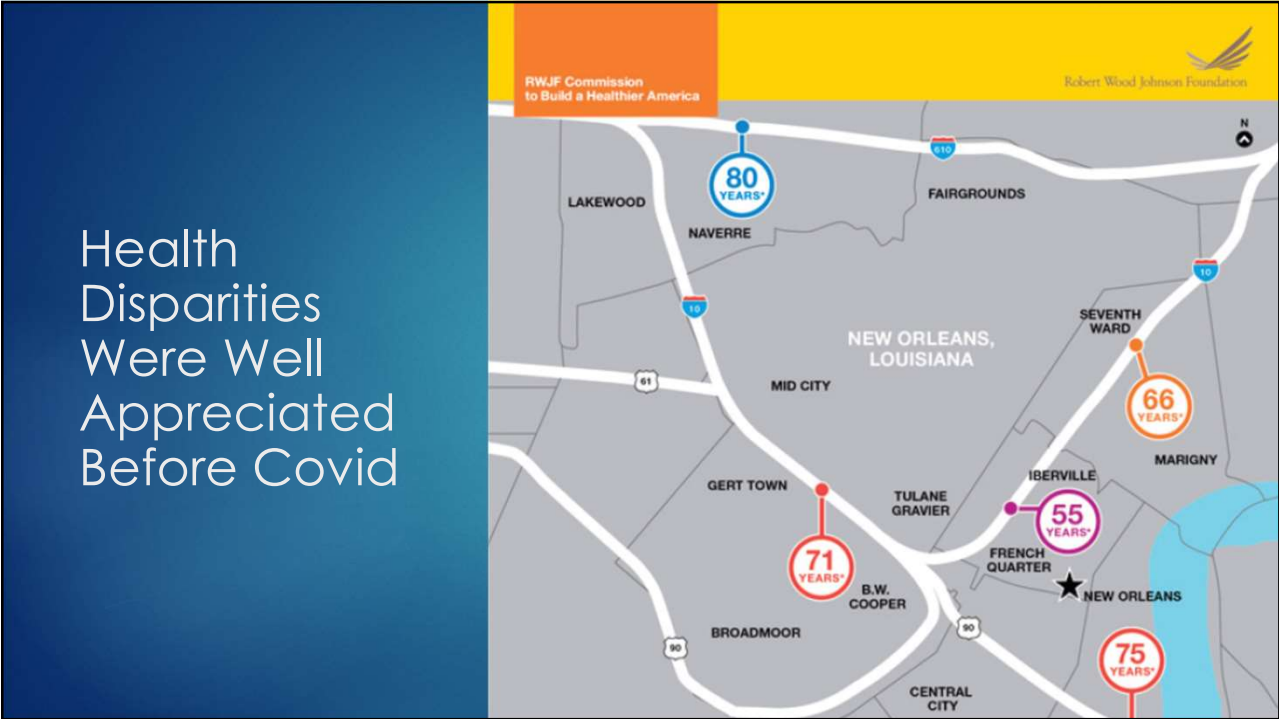 Health
Disparities
Were Well
Appreciated
Before Covid
RWJF Commission
to Build a Healthier America
Robert Wood Johnson Foundation
N
80
YEARS*
610
LAKEWOOD
FAIRGROUNDS
NAVERRE
10
10
SEVENTH
WARD
NEW ORLEANS,
LOUISIANA
61
MID CITY
66
YEARS*
MARIGNY
IBERVILLE
GERT TOWN
TULANE
GRAVIER
55
YEARS*
FRENCH
QUARTER
71
YEARS*
B.W.
COOPER
NEW ORLEANS
BROADMOOR
90
90
75
YEARS*
CENTRAL
CITY